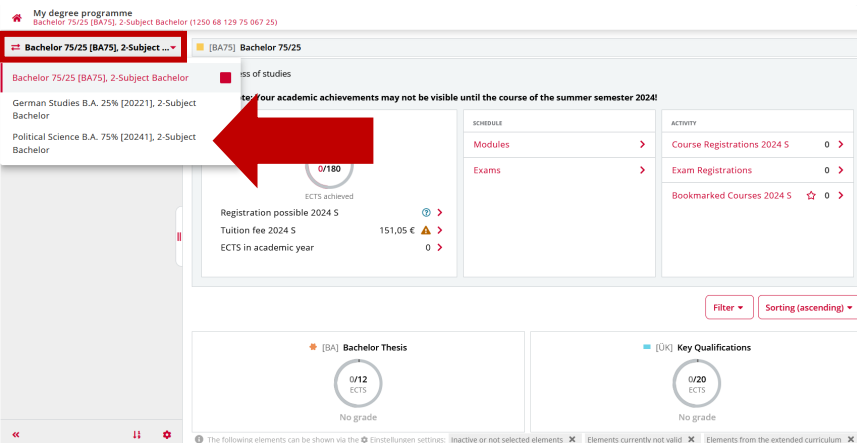 My degree programme
Bachelor 75/25 [BA75], 2-Subject Bachelor (1250 68 129 75 067 25)
Bachelor 75/25 [BA75], 2-Subject ...
Bachelor 75/25 [BA75], 2-Subject Bachelor
German Studies B.A. 25% [20221], 2-Subject
Bachelor
Political Science B.A. 75% [20241], 2-Subject
Bachelor
[BA75] Bachelor 75/25
of studies
Your academic achievements may not be visible until the course of the summer semester 2024!
0/180
ECTS achieved
Registration possible 2024 S
Tuition fee 2024 S 151,05 €
ECTS in academic year 0
SCHEDULE
Modules
Exams
ACTIVITY
Course Registrations 2024 S 0
Exam Registrations 0
Bookmarked Courses 2024 S 0
Filter
Sorting (ascending)
[BA] Bachelor Thesis
0/12
ECTS
No grade
[ÜK] Key Qualifications
0/20
ECTS
No grade
The following elements can be shown via the Einstellungen settings: Inactive or not selected elements Elements currently not valid Elements from the extended curriculum